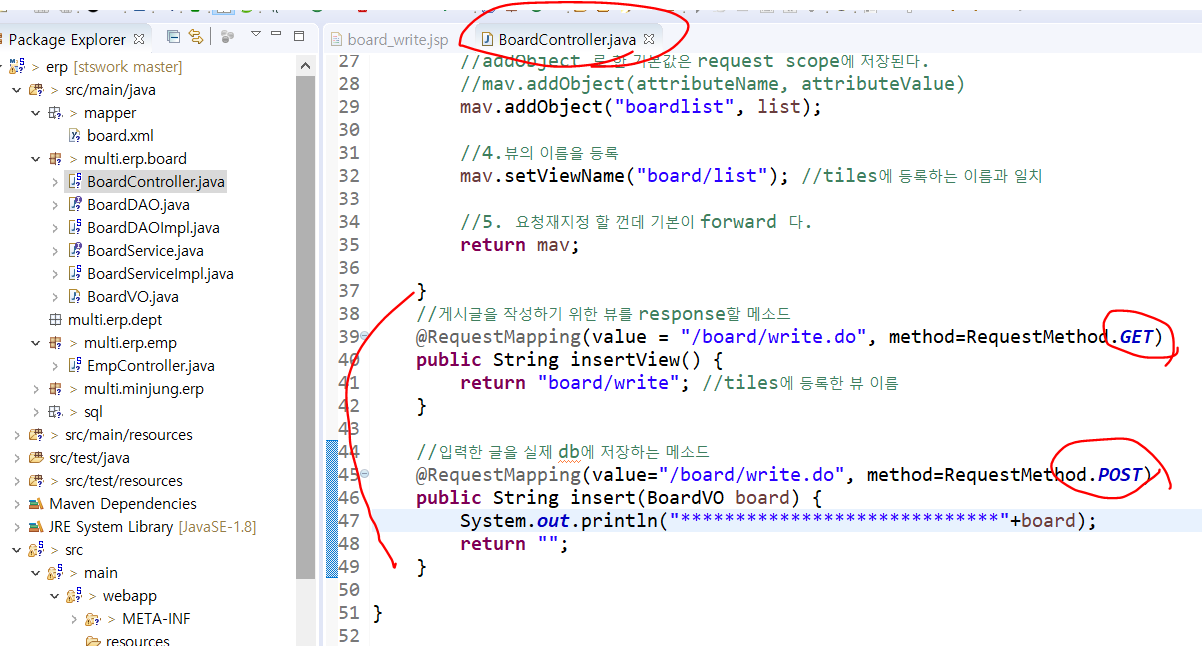 Package Explorer
board_write.jsp
BoardController.java
> erp [stswork master]
> src/main/java
> mapper
board.xml
> multi.erp.board
BoardController.java
BoardDAO.java
BoardDAOImpl.java
BoardService.java
BoardServiceImpl.java
BoardVO.java
multi.erp.dept
> multi.erp.emp
EmpController.java
> multi.minjung.erp
> sql
> src/main/resources
src/test/java
> src/test/resources
Maven Dependencies
JRE System Library [JavaSE-1.8]
> src
> main
> webapp
> META-INF
resources
27 //addObject 로 한 기본값은 request scope에 저장된다.
28 //mav.addObject(attributeName, attributeValue)
29 mav.addObject("boardlist", list);
30
31 //4.뷰의 이름을 등록
32 mav.setViewName("board/list"); //tiles에 등록하는 이름과 일치
33
34 //5. 요청재지정 할 껀데 기본이 forward 다.
35 return mav;
36
37 }
38 //게시글을 작성하기 위한 뷰를 response할 메소드
39 @RequestMapping(value = "/board/write.do", method=RequestMethod.GET)
40 public String insertView() {
41 return "board/write"; //tiles에 등록한 뷰 이름
42 }
43
44 //입력한 글을 실제 db에 저장하는 메소드
45 @RequestMapping(value="/board/write.do", method=RequestMethod.POST)
46 public String insert(BoardVO board) {
47 System.out.println("*****************************"+board);
48 return "";
49 }
50
51 }
52